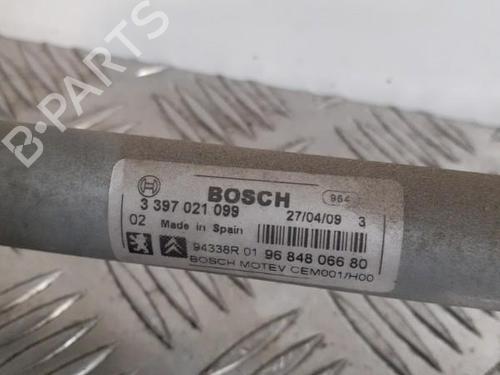 B-PARTS
BOSCH 964
3 397 021 099 27/04/09 3
02 Made in Spain
94338R 01 96 848 066 80
BOSCH MOTEV CEM001/H00